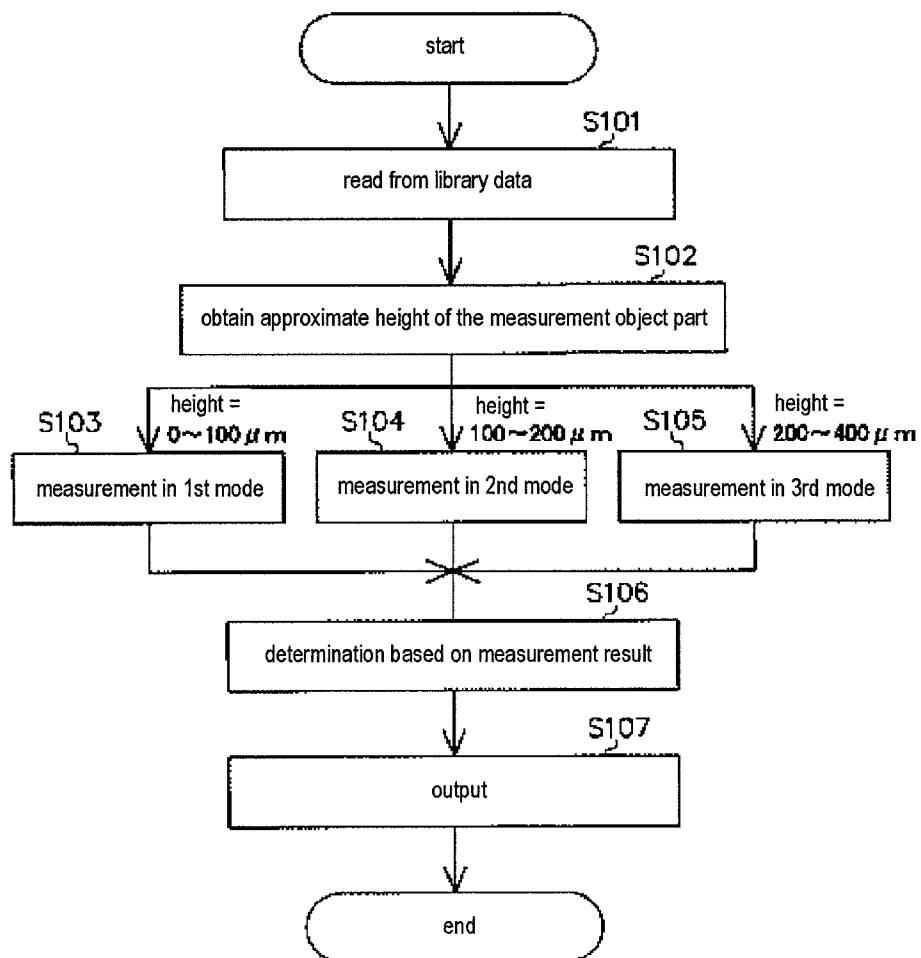 start
S101
read from library data
S102
obtain approximate height of the measurement object part
height =
0~100 μm
height =
100~200 μm
height =
200~400 μm
S103
S104
S105
measurement in 1st mode
measurement in 2nd mode
measurement in 3rd mode
S106
determination based on measurement result
S107
output
end